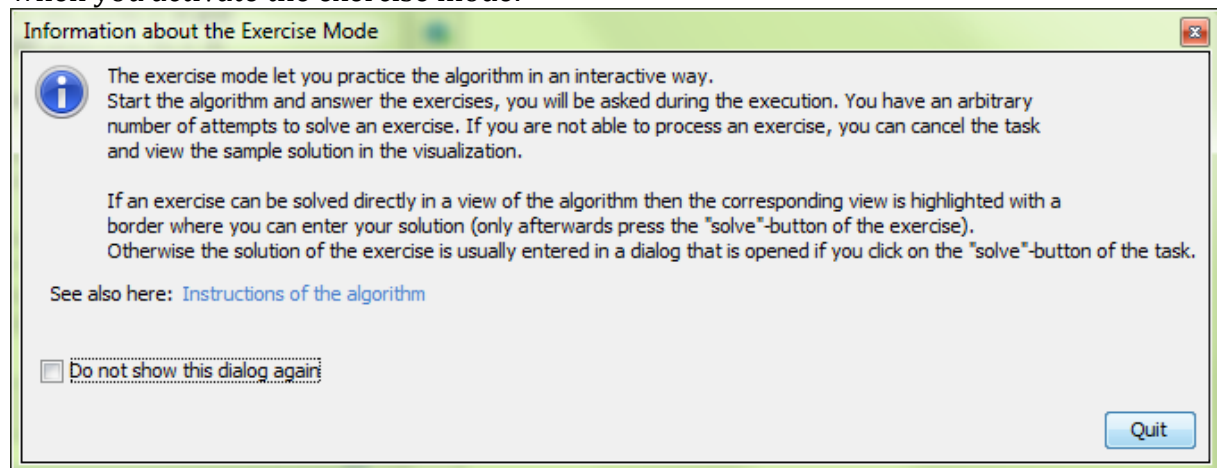 when you activate the exercise mode.
Information about the Exercise Mode
The exercise mode let you practice the algorithm in an interactive way.
Start the algorithm and answer the exercises, you will be asked during the execution. You have an arbitrary
number of attempts to solve an exercise. If you are not able to process an exercise, you can cancel the task
and view the sample solution in the visualization.
If an exercise can be solved directly in a view of the algorithm then the corresponding view is highlighted with a
border where you can enter your solution (only afterwards press the "solve"-button of the exercise).
Otherwise the solution of the exercise is usually entered in a dialog that is opened if you click on the "solve"-button of the task.
See also here: Instructions of the algorithm
Do not show this dialog again
Quit